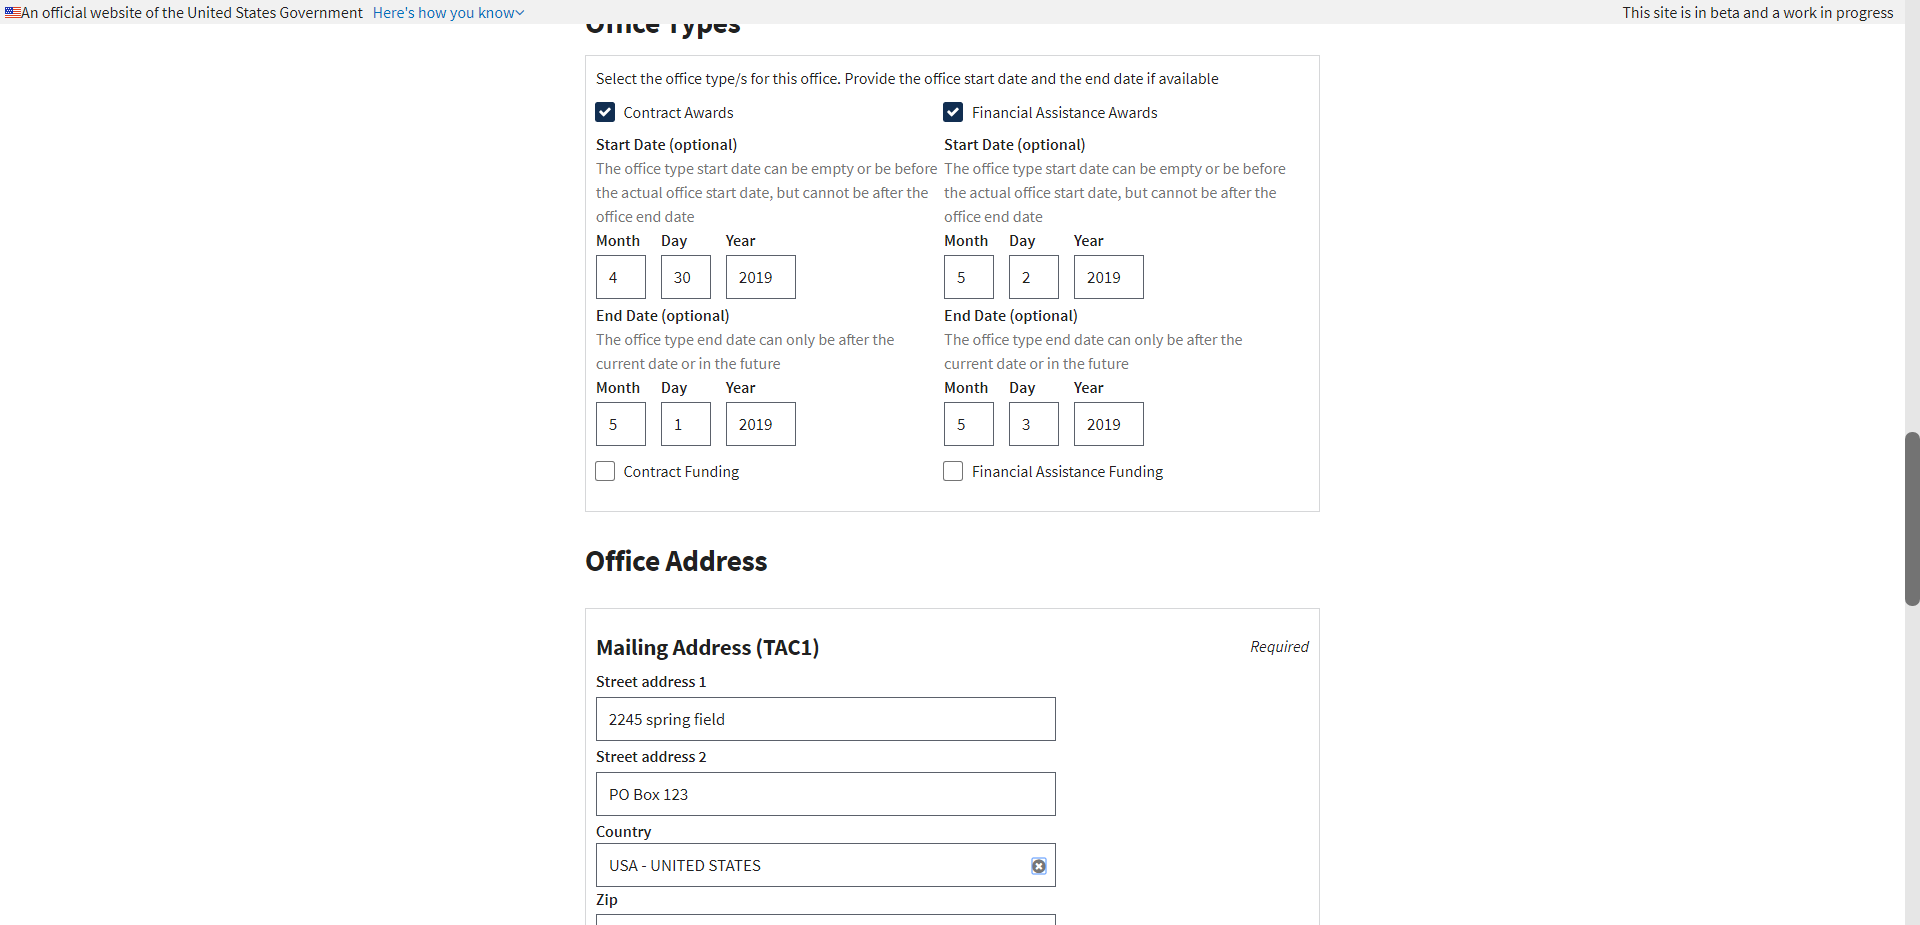 An official website of the United States Government Here's how you know
This site is in beta and a work in progress
Office Types
Select the office type/s for this office. Provide the office start date and the end date if available
Contract Awards
Start Date (optional)
The office type start date can be empty or be before
the actual office start date, but cannot be after the
office end date
Month Day Year
4 30 2019
End Date (optional)
The office type end date can only be after the
current date or in the future
Month Day Year
5 1 2019
Contract Funding
Financial Assistance Awards
Start Date (optional)
The office type start date can be empty or be before
the actual office start date, but cannot be after the
office end date
Month Day Year
5 2 2019
End Date (optional)
The office type end date can only be after the
current date or in the future
Month Day Year
5 3 2019
Financial Assistance Funding
Office Address
Mailing Address (TAC1)
Required
Street address 1
2245 spring field
Street address 2
PO Box 123
Country
USA - UNITED STATES
Zip